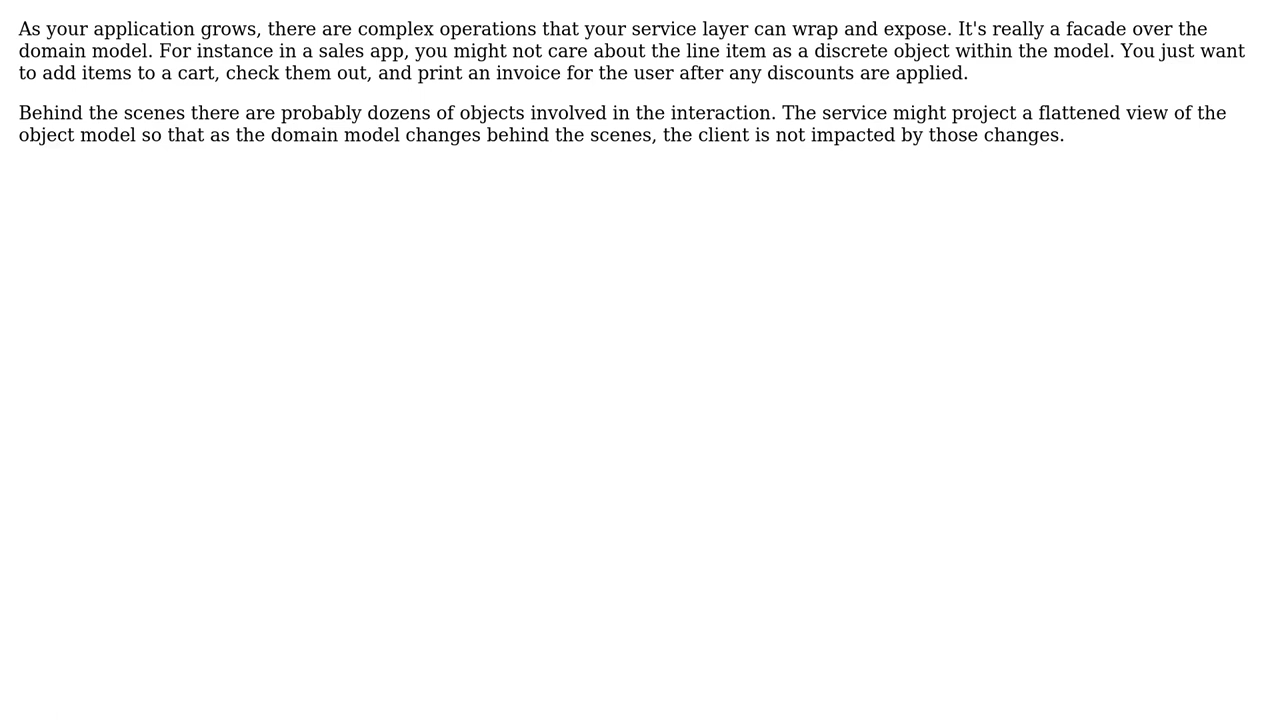 As your application grows, there are complex operations that your service layer can wrap and expose. It's really a facade over the
domain model. For instance in a sales app, you might not care about the line item as a discrete object within the model. You just want
to add items to a cart, check them out, and print an invoice for the user after any discounts are applied.
Behind the scenes there are probably dozens of objects involved in the interaction. The service might project a flattened view of the
object model so that as the domain model changes behind the scenes, the client is not impacted by those changes.